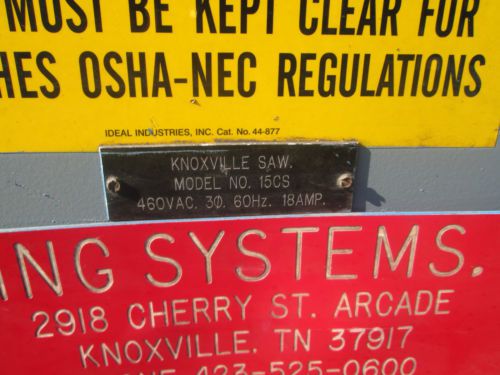 MUST BE KEPT CLEAR FOR
HES OSHA-NEC REGULATIONS
IDEAL INDUSTRIES, INC. Cat. No. 44-877
KNOXVILLE SAW.
MODEL NO. 15CS
460VAC. 3Ø. 60Hz. 18AMP.
ING SYSTEMS.
2918 CHERRY ST. ARCADE
KNOXVILLE. TN 37917
ONE 423-525-0600